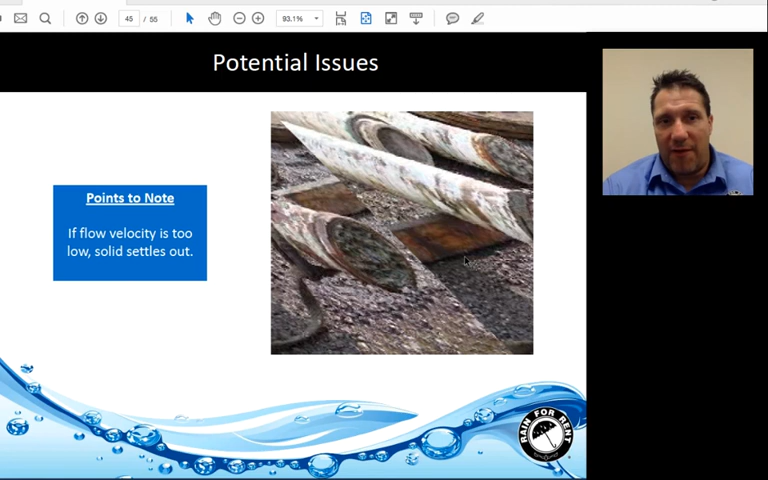 45 / 55
93.1%
Potential Issues
Points to Note
If flow velocity is too
low, solid settles out.
RAIN FOR RENT